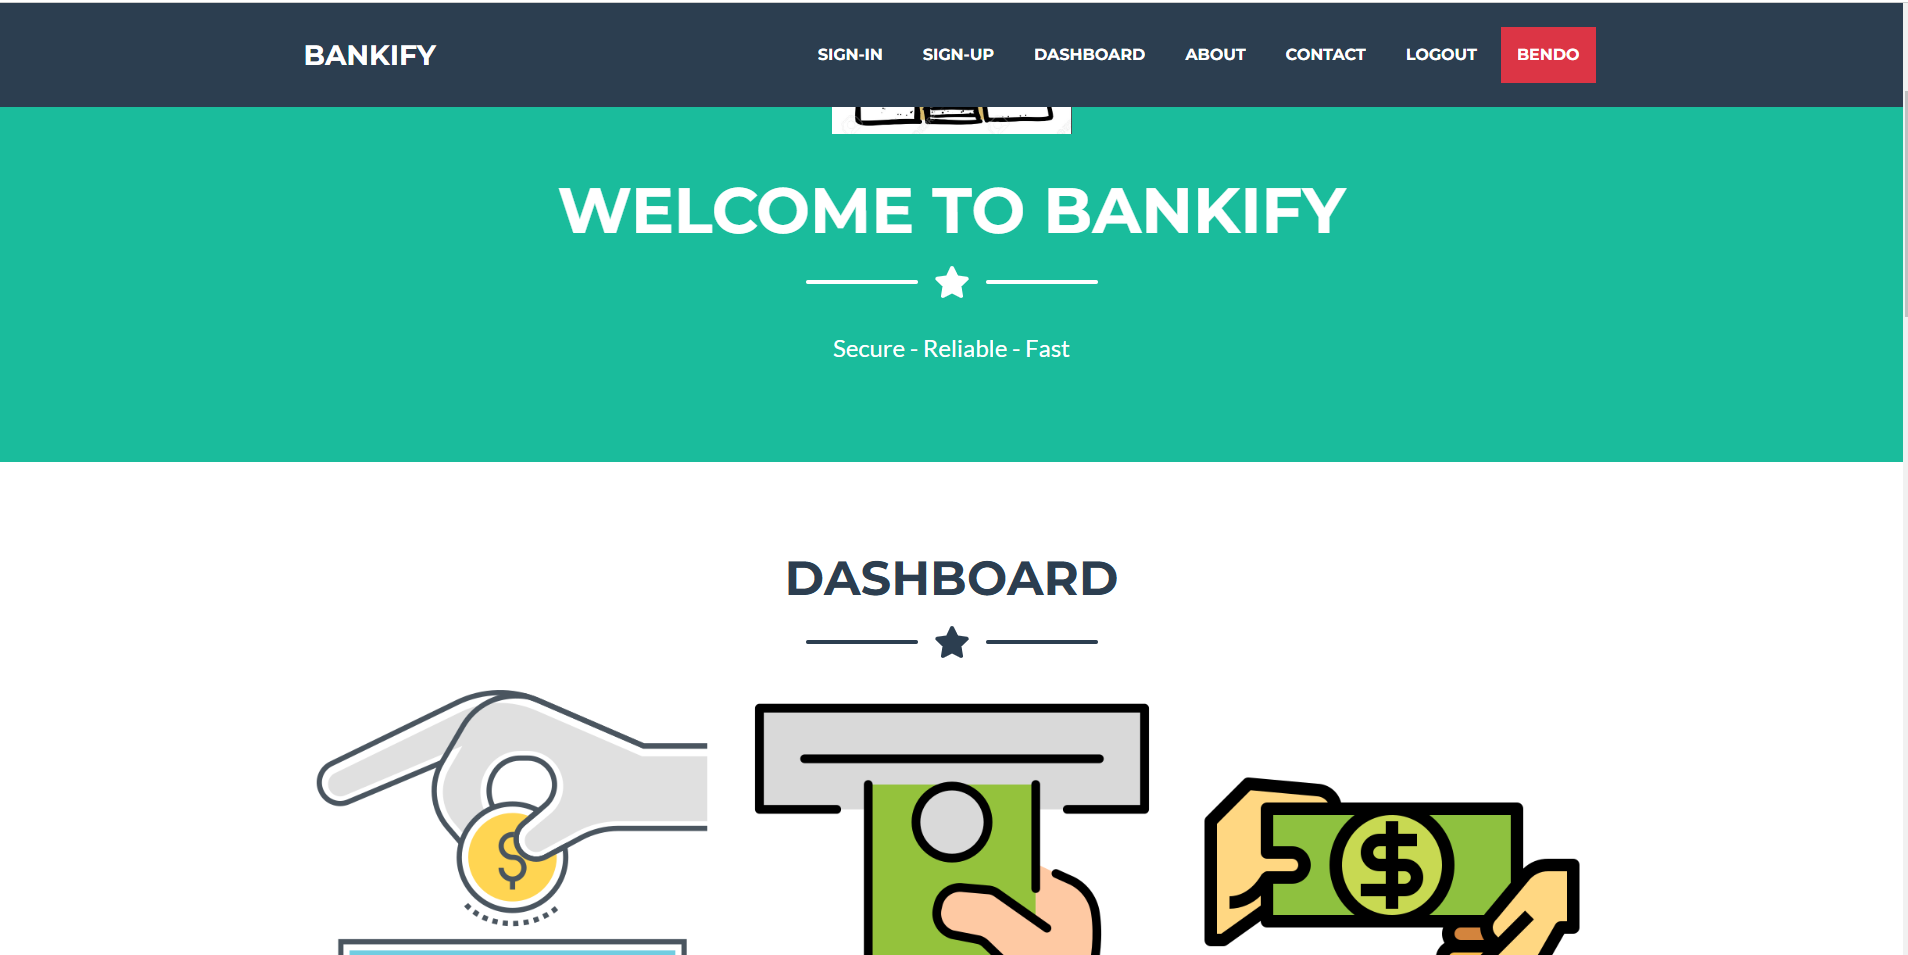 BANKIFY
SIGN-IN SIGN-UP DASHBOARD ABOUT CONTACT LOGOUT BENDO
WELCOME TO BANKIFY
Secure - Reliable - Fast
DASHBOARD
$
$